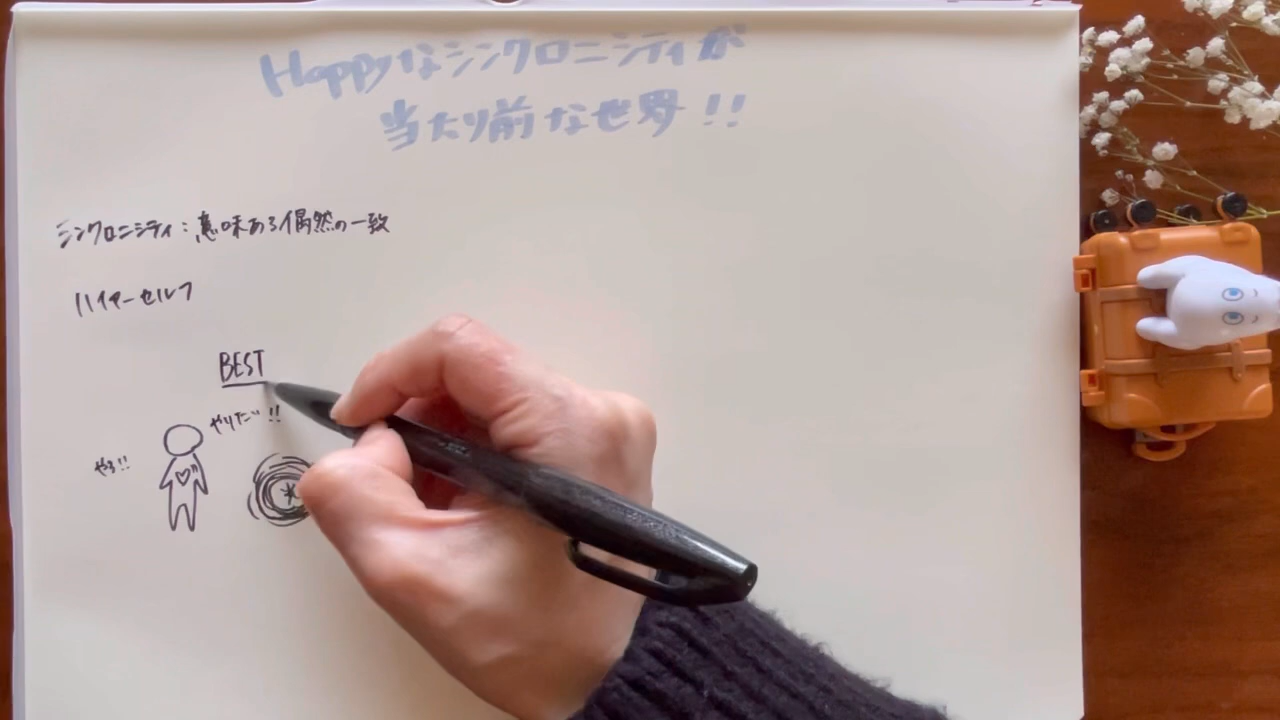 Happyなシンクロニシティが
当たり前な世界!!
シンクロニシティ:意味ある偶然の一致
ハイヤーセルフ
BEST
やりたい!!
やろ!!